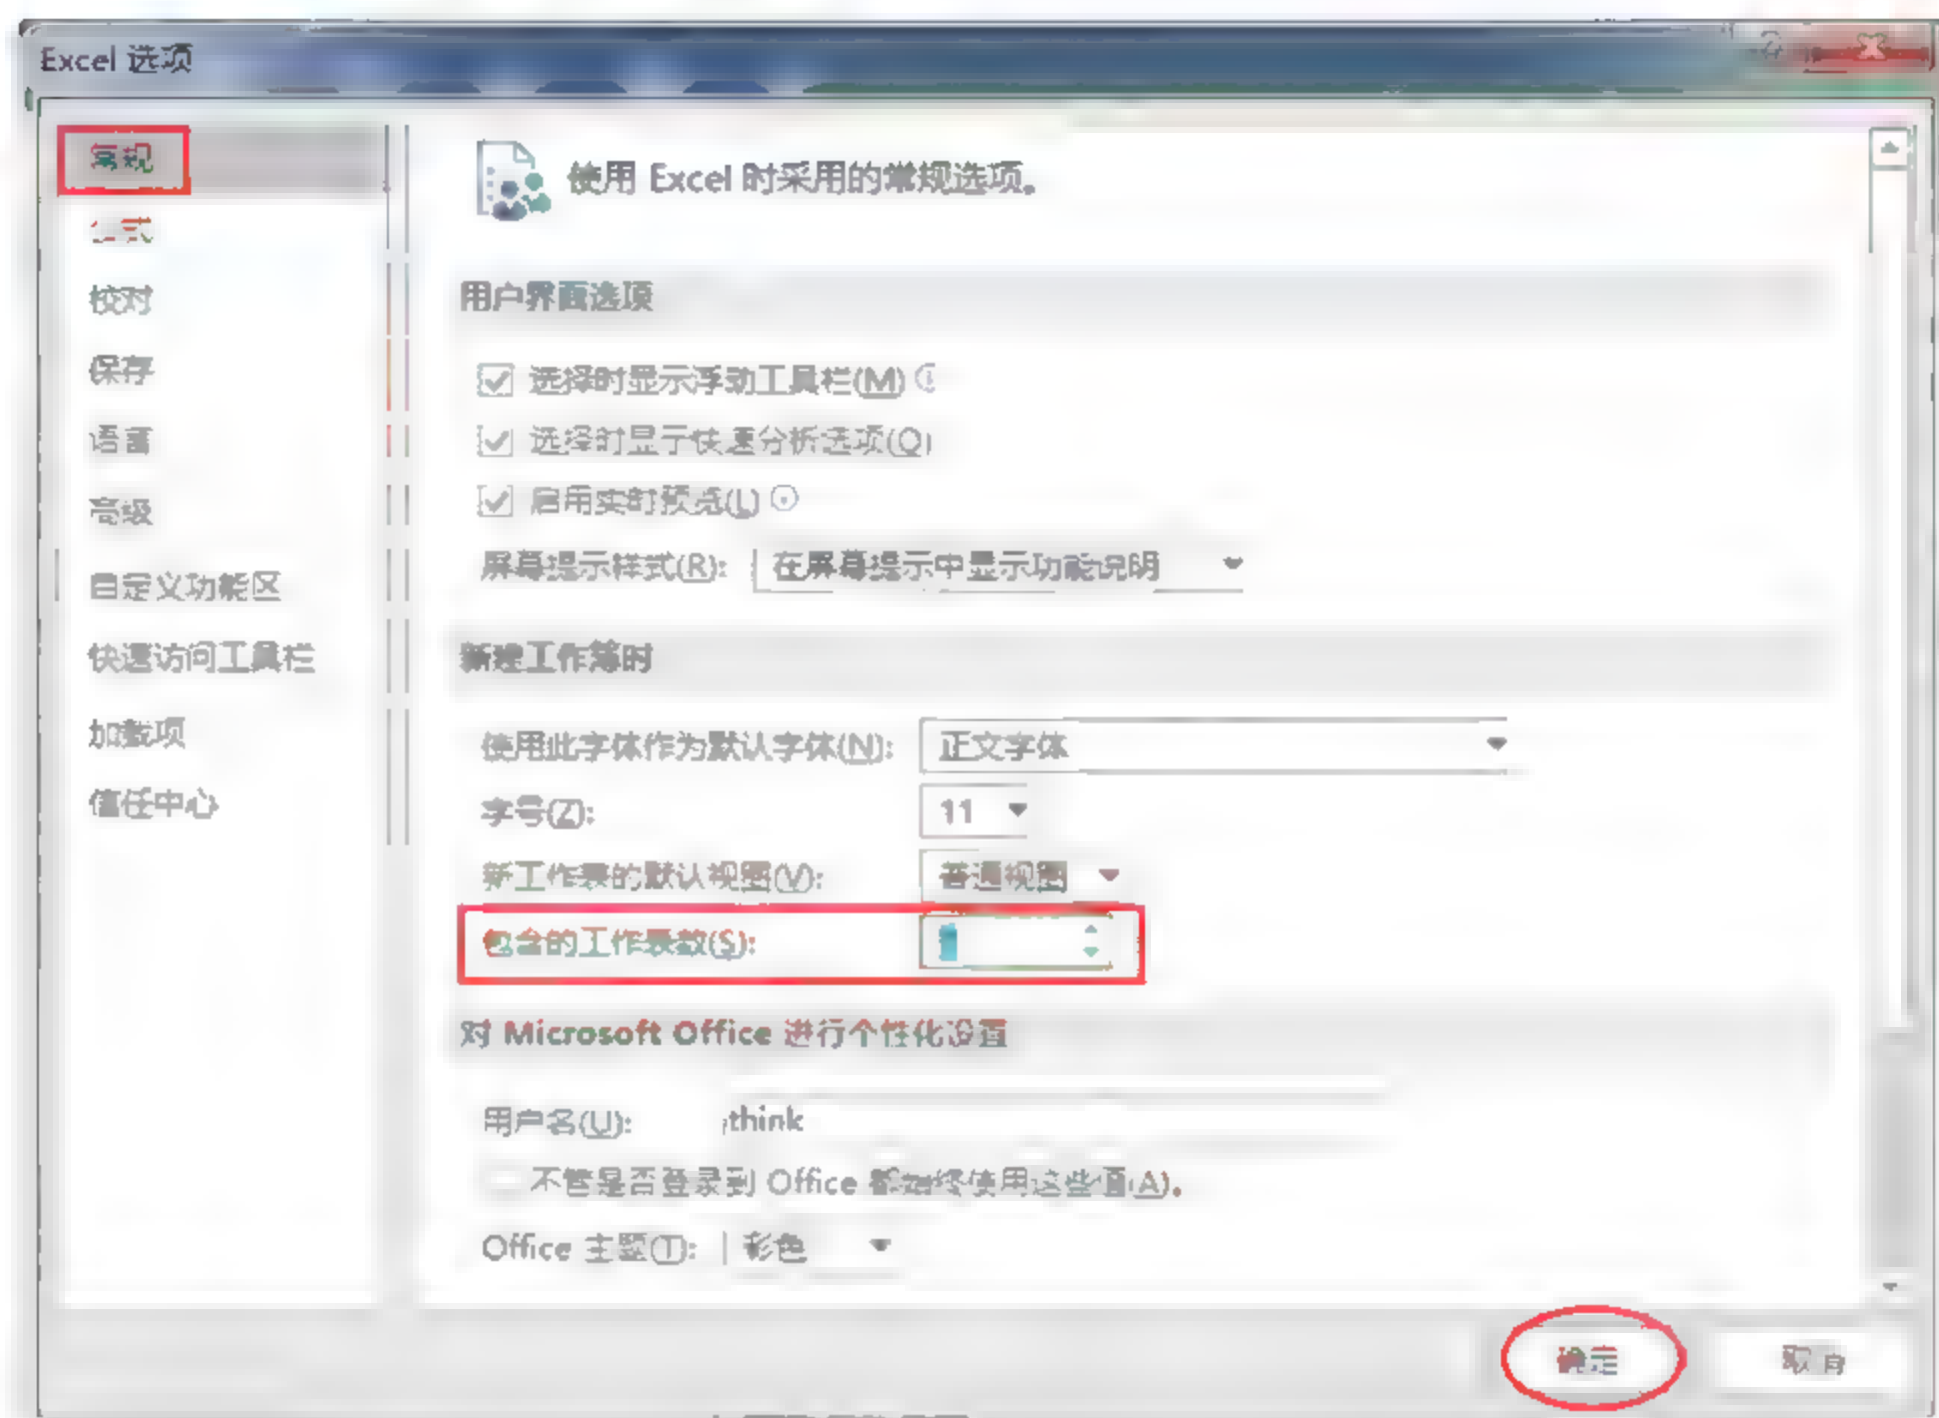 Excel 选项
常规
公式
校对
保存
语言
高级
自定义功能区
快速访问工具栏
加载项
信任中心
使用 Excel 时采用的常规选项。
用户界面选项
选择时显示浮动工具栏(M)
选择时显示快速分析选项(Q)
启用实时预览(L)
屏幕提示样式(R): 在屏幕提示中显示功能说明
新建工作簿时
使用此字体作为默认字体(N): 正文字体
字号(Z): 11
新工作表的默认视图(V): 普通视图
包含的工作表数(S):
对 Microsoft Office 进行个性化设置
用户名(U): think
不管是否登录到 Office 都始终使用这些值(A)。
Office 主题(T): 彩色
确定
取消